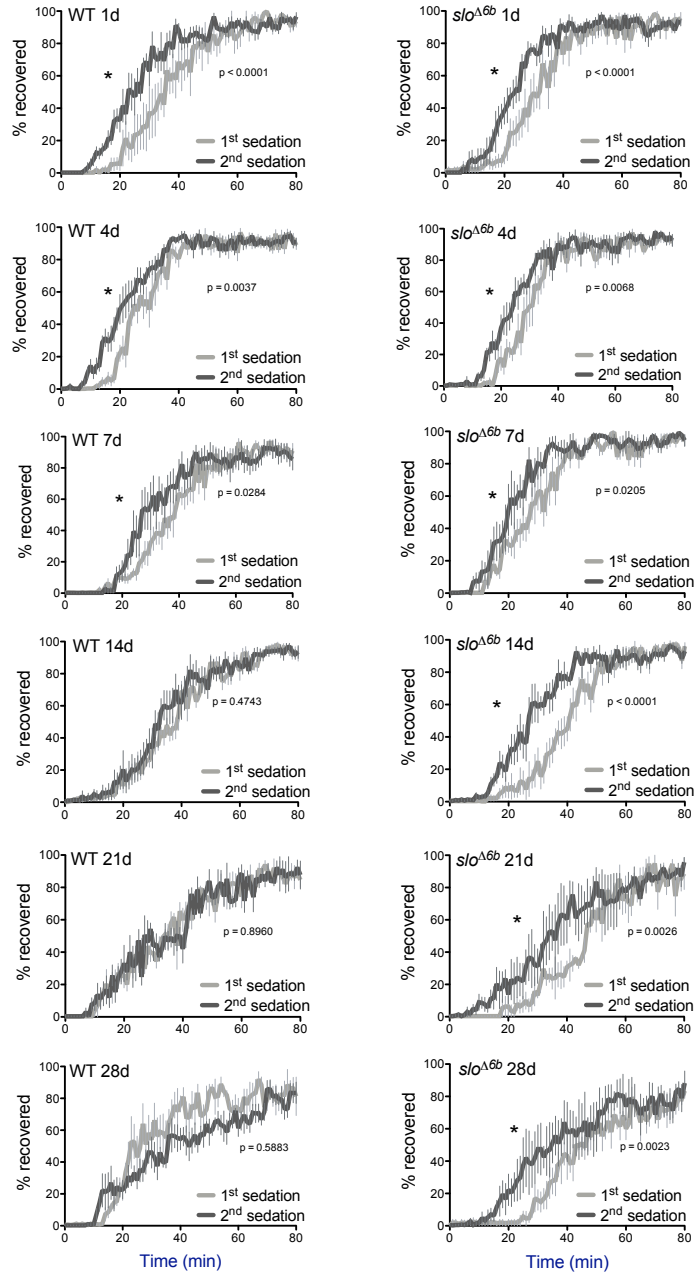 WT 1d
% recovered
100
80
60
40
20
0
*
p < 0.0001
1st sedation
2nd sedation
0 20 40 60 80
sloΔ6b 1d
% recovered
100
80
60
40
20
0
*
p < 0.0001
1st sedation
2nd sedation
0 20 40 60 80
WT 4d
% recovered
100
80
60
40
20
0
*
p = 0.0037
1st sedation
2nd sedation
0 20 40 60 80
sloΔ6b 4d
% recovered
100
80
60
40
20
0
*
p = 0.0068
1st sedation
2nd sedation
0 20 40 60 80
WT 7d
% recovered
100
80
60
40
20
0
*
p = 0.0284
1st sedation
2nd sedation
0 20 40 60 80
sloΔ6b 7d
% recovered
100
80
60
40
20
0
*
p = 0.0205
1st sedation
2nd sedation
0 20 40 60 80
WT 14d
% recovered
100
80
60
40
20
0
p = 0.4743
1st sedation
2nd sedation
0 20 40 60 80
sloΔ6b 14d
% recovered
100
80
60
40
20
0
*
p < 0.0001
1st sedation
2nd sedation
0 20 40 60 80
WT 21d
% recovered
100
80
60
40
20
0
p = 0.8960
1st sedation
2nd sedation
0 20 40 60 80
sloΔ6b 21d
% recovered
100
80
60
40
20
0
*
p = 0.0026
1st sedation
2nd sedation
0 20 40 60 80
WT 28d
% recovered
100
80
60
40
20
0
p = 0.5883
1st sedation
2nd sedation
0 20 40 60 80
Time (min)
sloΔ6b 28d
% recovered
100
80
60
40
20
0
*
p = 0.0023
1st sedation
2nd sedation
0 20 40 60 80
Time (min)